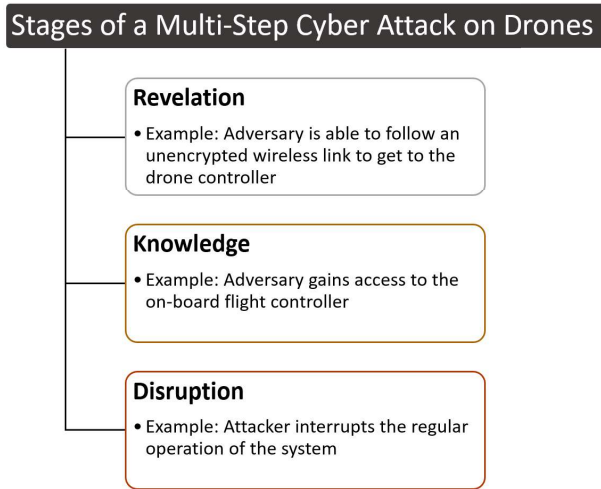 Stages of a Multi-Step Cyber Attack on Drones
Revelation
• Example: Adversary is able to follow an
unencrypted wireless link to get to the
drone controller
Knowledge
• Example: Adversary gains access to the
on-board flight controller
Disruption
• Example: Attacker interrupts the regular
operation of the system